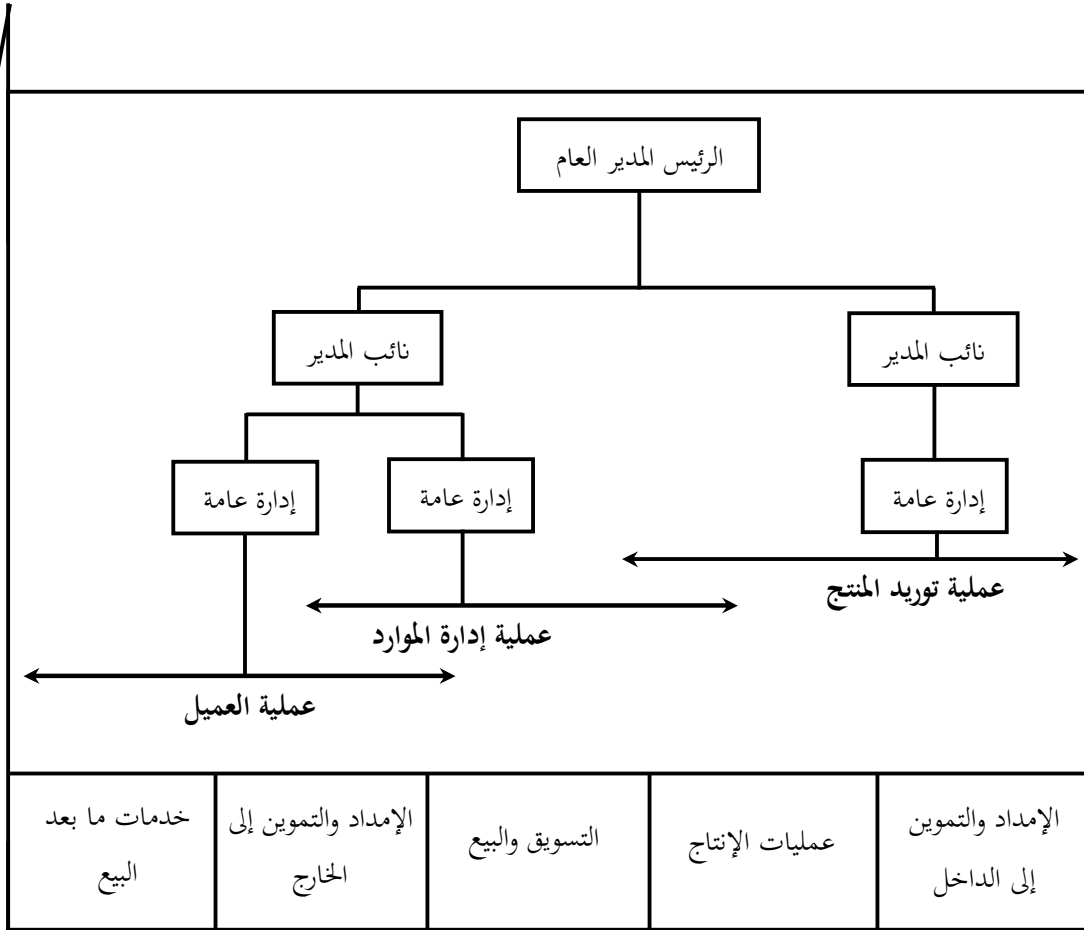 الرئيس المدير العام
نائب المدير
نائب المدير
إدارة عامة
إدارة عامة
إدارة عامة
عملية توريد المنتج
عملية إدارة الموارد
عملية العميل
الإمداد والتموين
إلى الداخل
عمليات الإنتاج
التسويق والبيع
الإمداد والتموين إلى
الخارج
خدمات ما بعد
البيع